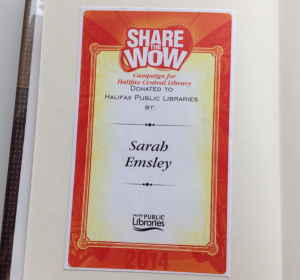 SHARE
THE
WOW
Campaign for
Halifax Central Library
DONATED TO
HALIFAX PUBLIC LIBRARIES
BY:
Sarah
Emsley
HALIFAX PUBLIC
Libraries
2014